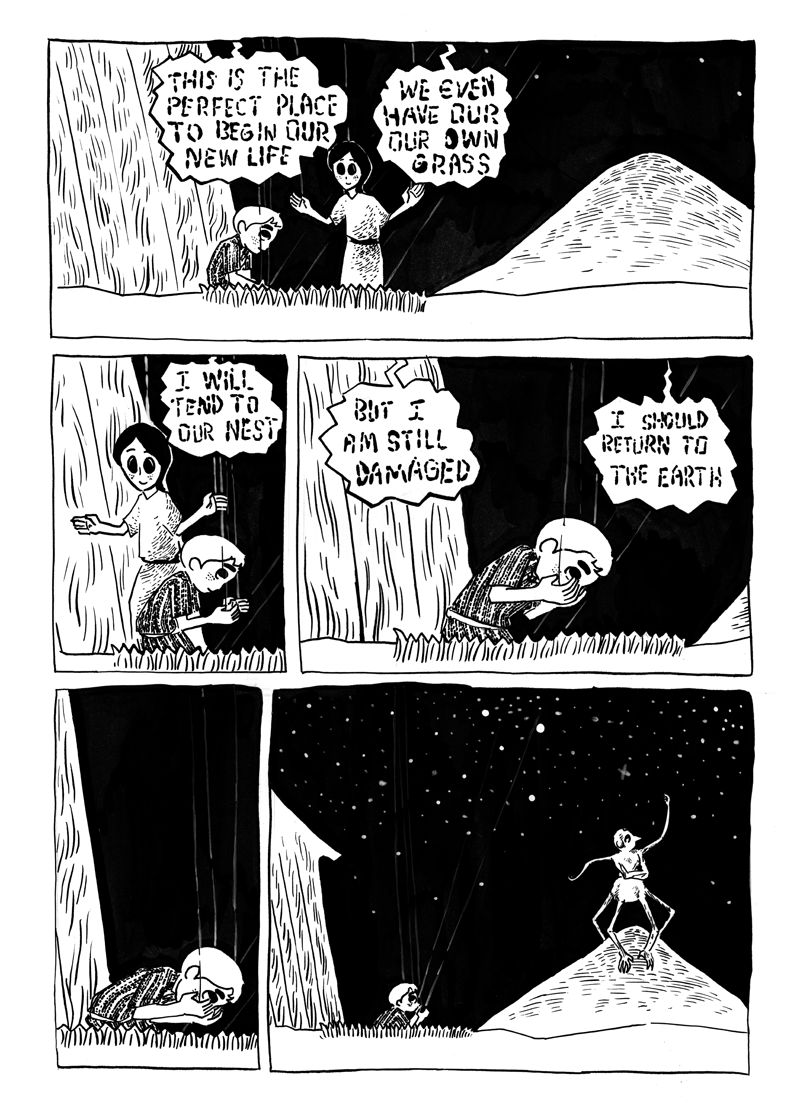 THIS IS THE
PERFECT PLACE
TO BEGIN OUR
NEW LIFE
WE EVEN
HAVE OUR
OUR OWN
GRASS
I WILL
TEND TO
OUR NEST
BUT I
AM STILL
DAMAGED
I SHOULD
RETURN TO
THE EARTH